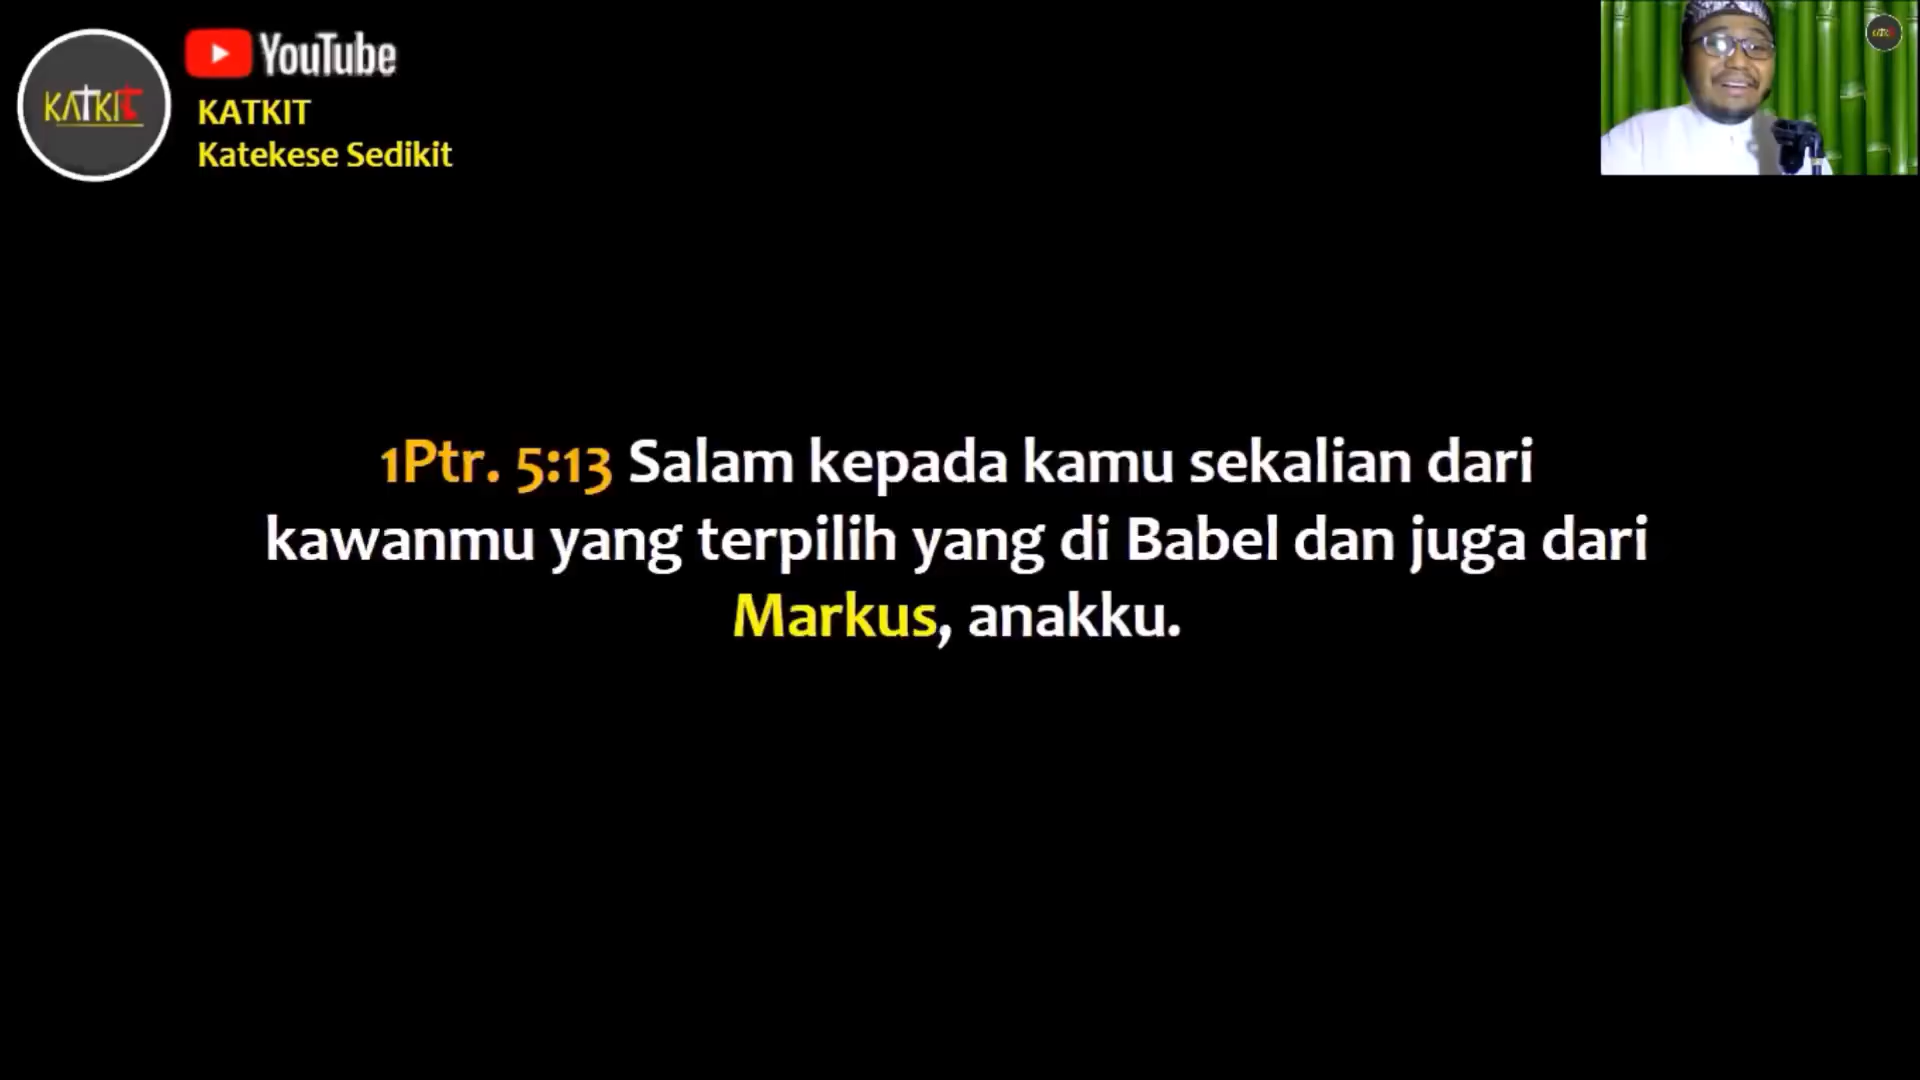 KATKIT
YouTube
KATKIT
Katekese Sedikit
1Ptr. 5:13 Salam kepada kamu sekalian dari
kawanmu yang terpilih yang di Babel dan juga dari
Markus, anakku.